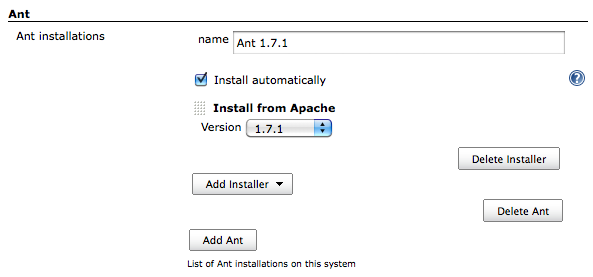 Ant
Ant installations
name Ant 1.7.1
Install automatically
?
Install from Apache
Version 1.7.1
Delete Installer
Add Installer
Delete Ant
Add Ant
List of Ant installations on this system